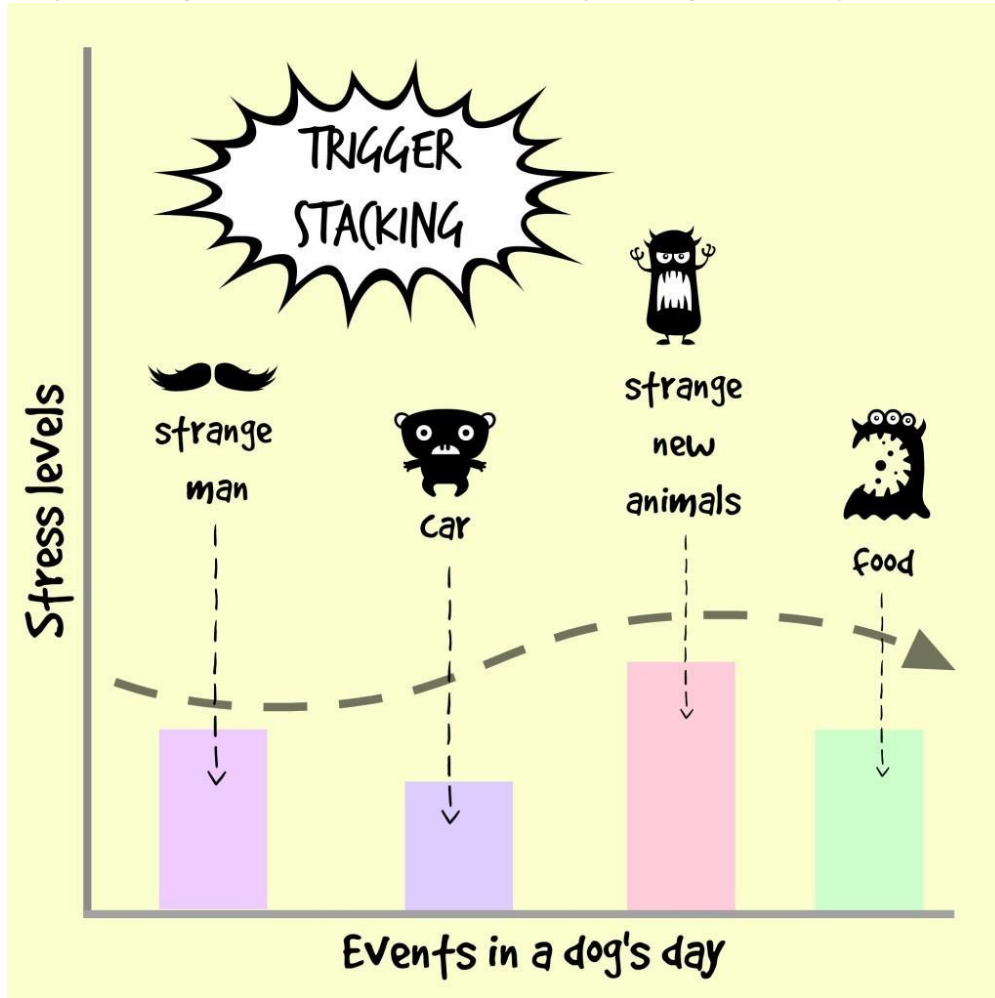 TRIGGER
STACKING
strange
man
car
strange
new
animals
food
Stress levels
Events in a dog's day